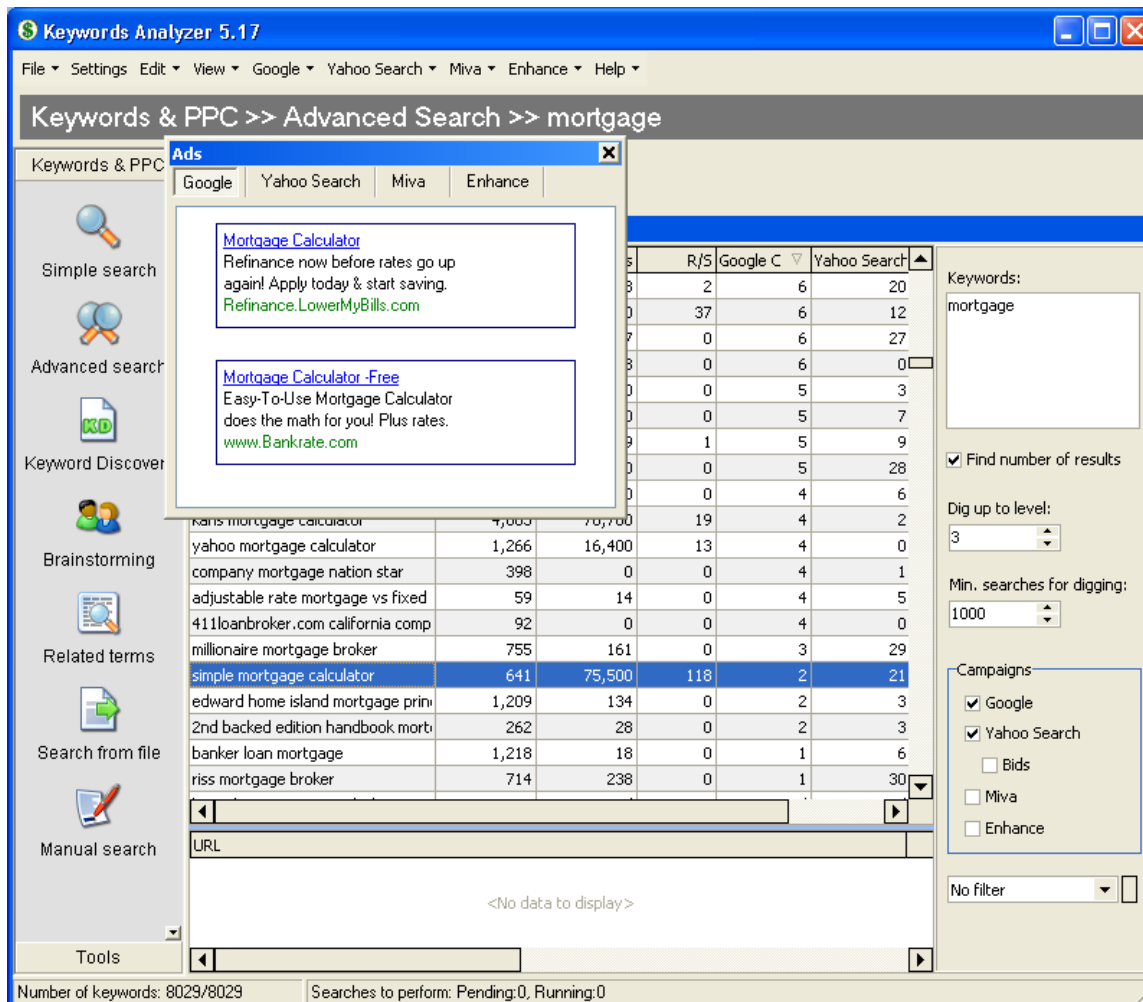 Keywords Analyzer 5.17
File Settings Edit View Google Yahoo Search Miva Enhance Help
Keywords & PPC >> Advanced Search >> mortgage
Keywords & PPC
Simple search
Advanced search
Keyword Discover
Brainstorming
Related terms
Search from file
Manual search
Tools
Ads
Google Yahoo Search Miva Enhance
Mortgage Calculator
Refinance now before rates go up
again! Apply today & start saving.
Refinance.LowerMyBills.com
Mortgage Calculator -Free
Easy-To-Use Mortgage Calculator
does the math for you! Plus rates.
www.Bankrate.com
R/S Google C Yahoo Search
2 6 20
37 6 12
0 6 27
0 6 0
0 5 3
0 5 7
1 5 9
0 5 28
0 4 6
19 4 2
yahoo mortgage calculator 1,266 16,400 13 4 0
company mortgage nation star 398 0 0 4 1
adjustable rate mortgage vs fixed 59 14 0 4 5
411loanbroker.com california comp 92 0 0 4 0
millionaire mortgage broker 755 161 0 3 29
simple mortgage calculator 641 75,500 118 2 21
edward home island mortgage prin 1,209 134 0 2 3
2nd backed edition handbook mort 262 28 0 2 3
banker loan mortgage 1,218 18 0 1 6
riss mortgage broker 714 238 0 1 30
URL
<No data to display>
Keywords:
mortgage
Find number of results
Dig up to level:
3
Min. searches for digging:
1000
Campaigns
Google
Yahoo Search
Bids
Miva
Enhance
No filter
Number of keywords: 8029/8029 Searches to perform: Pending:0, Running:0